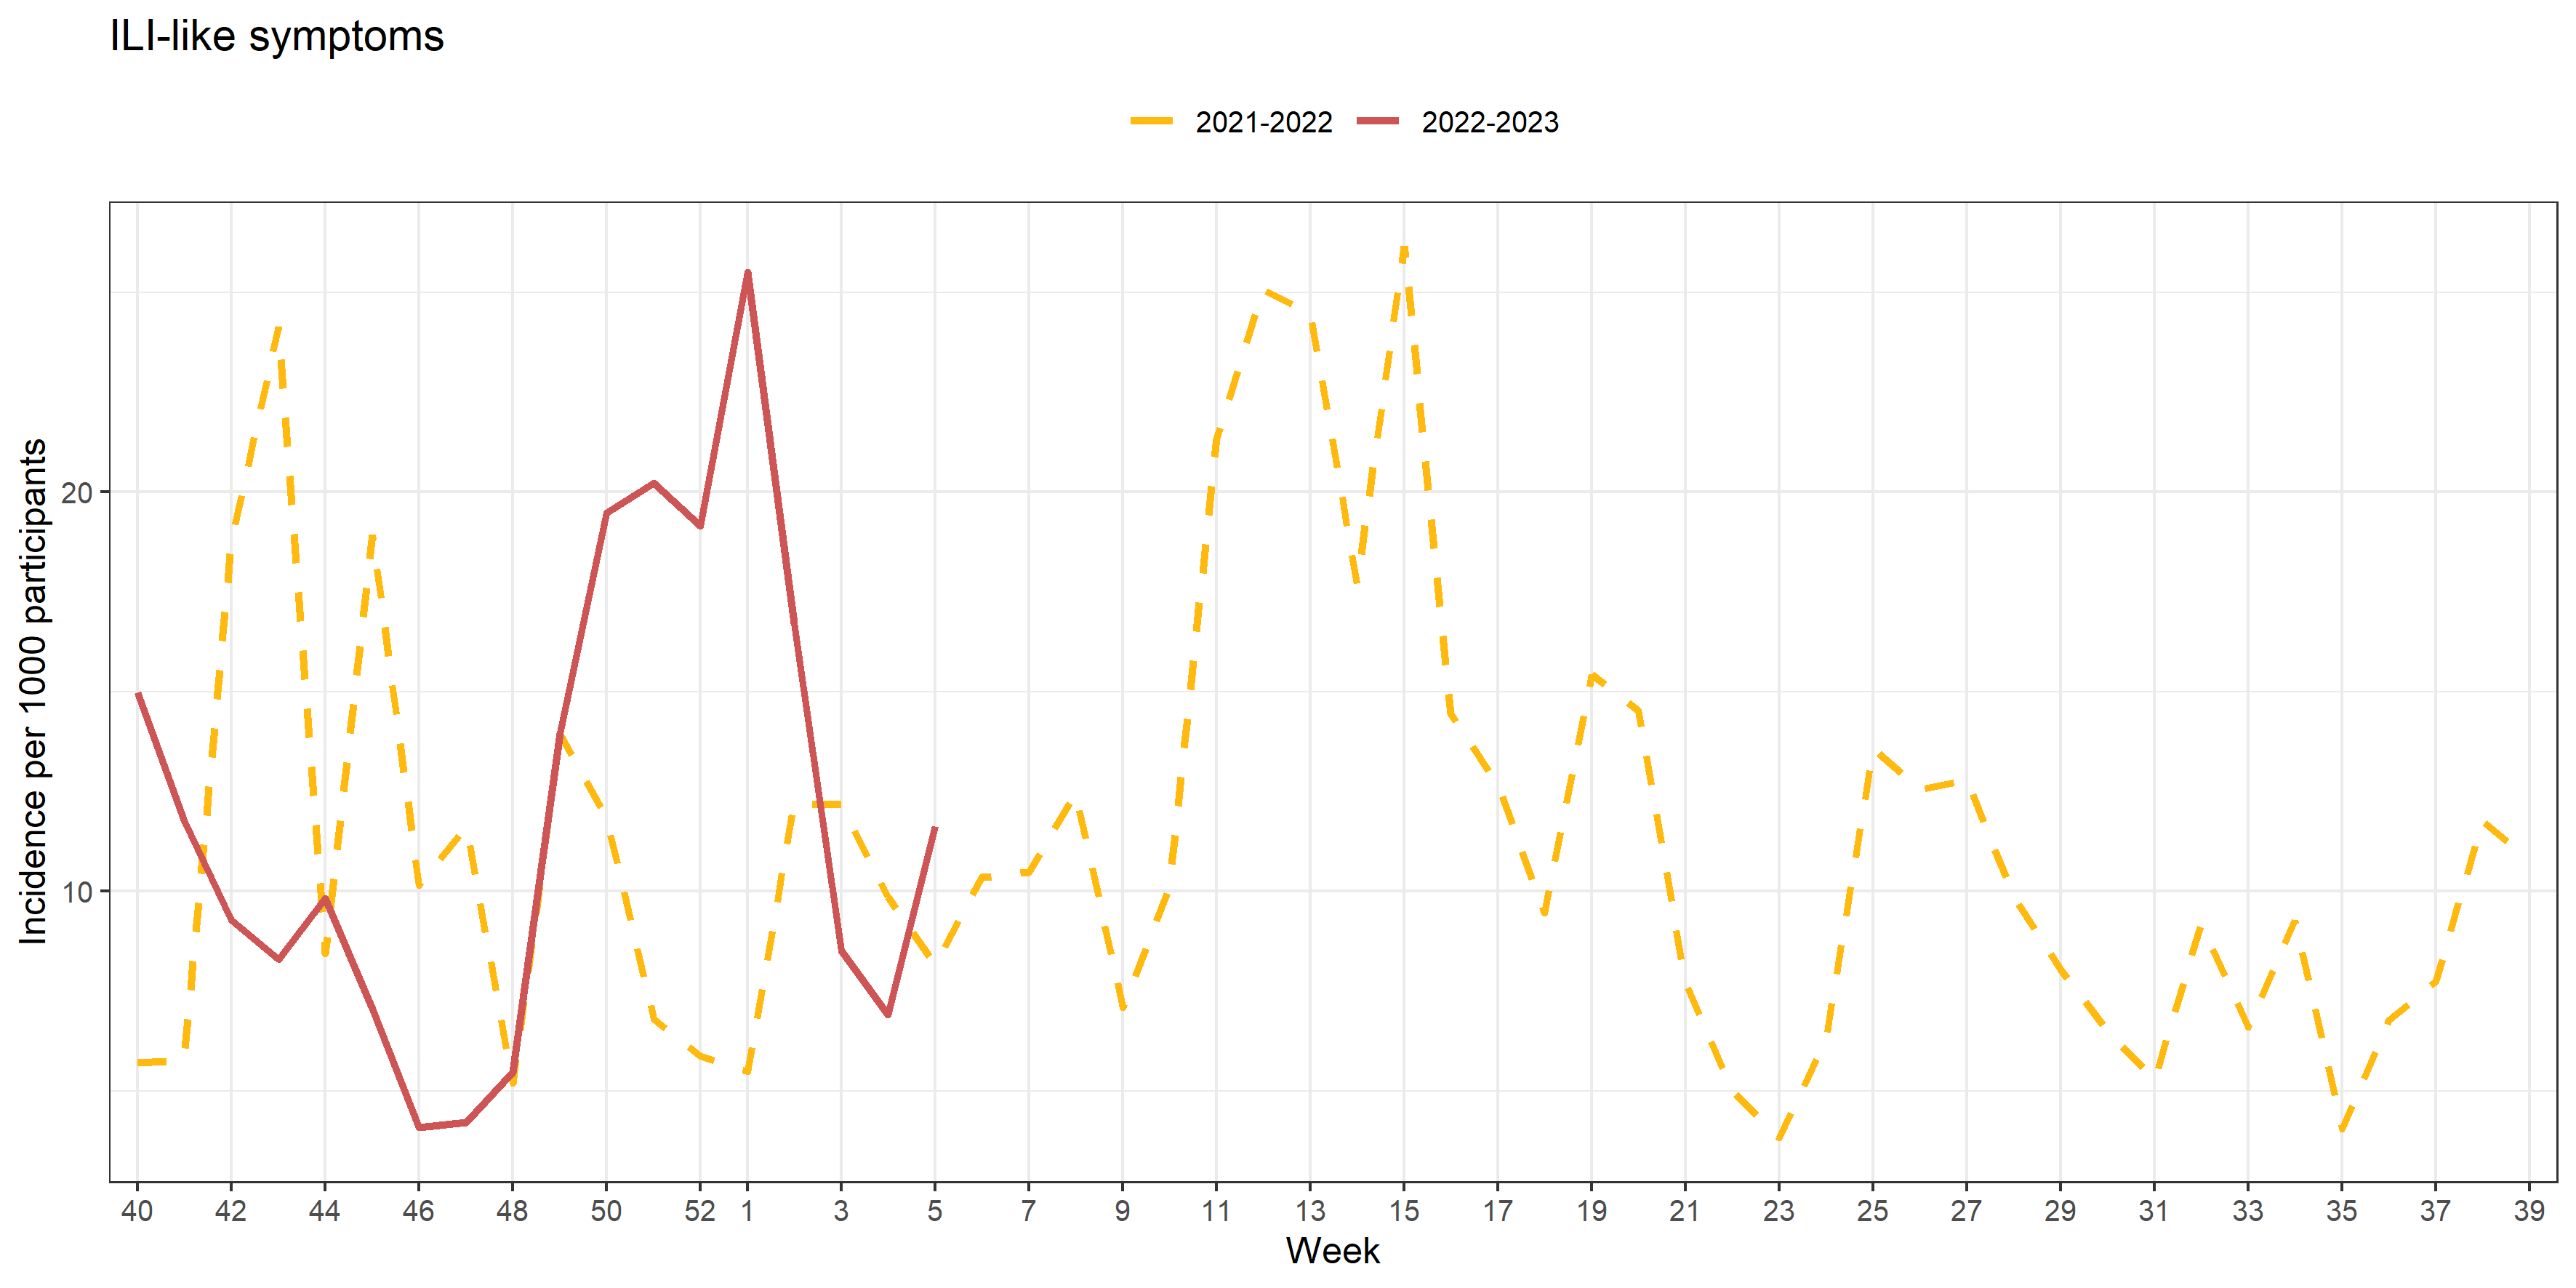 ILI-like symptoms
2021-2022 2022-2023
Incidence per 1000 participants
20
10
40 42 44 46 48 50 52 1 3 5 7 9 11 13 15 17 19 21 23 25 27 29 31 33 35 37 39
Week